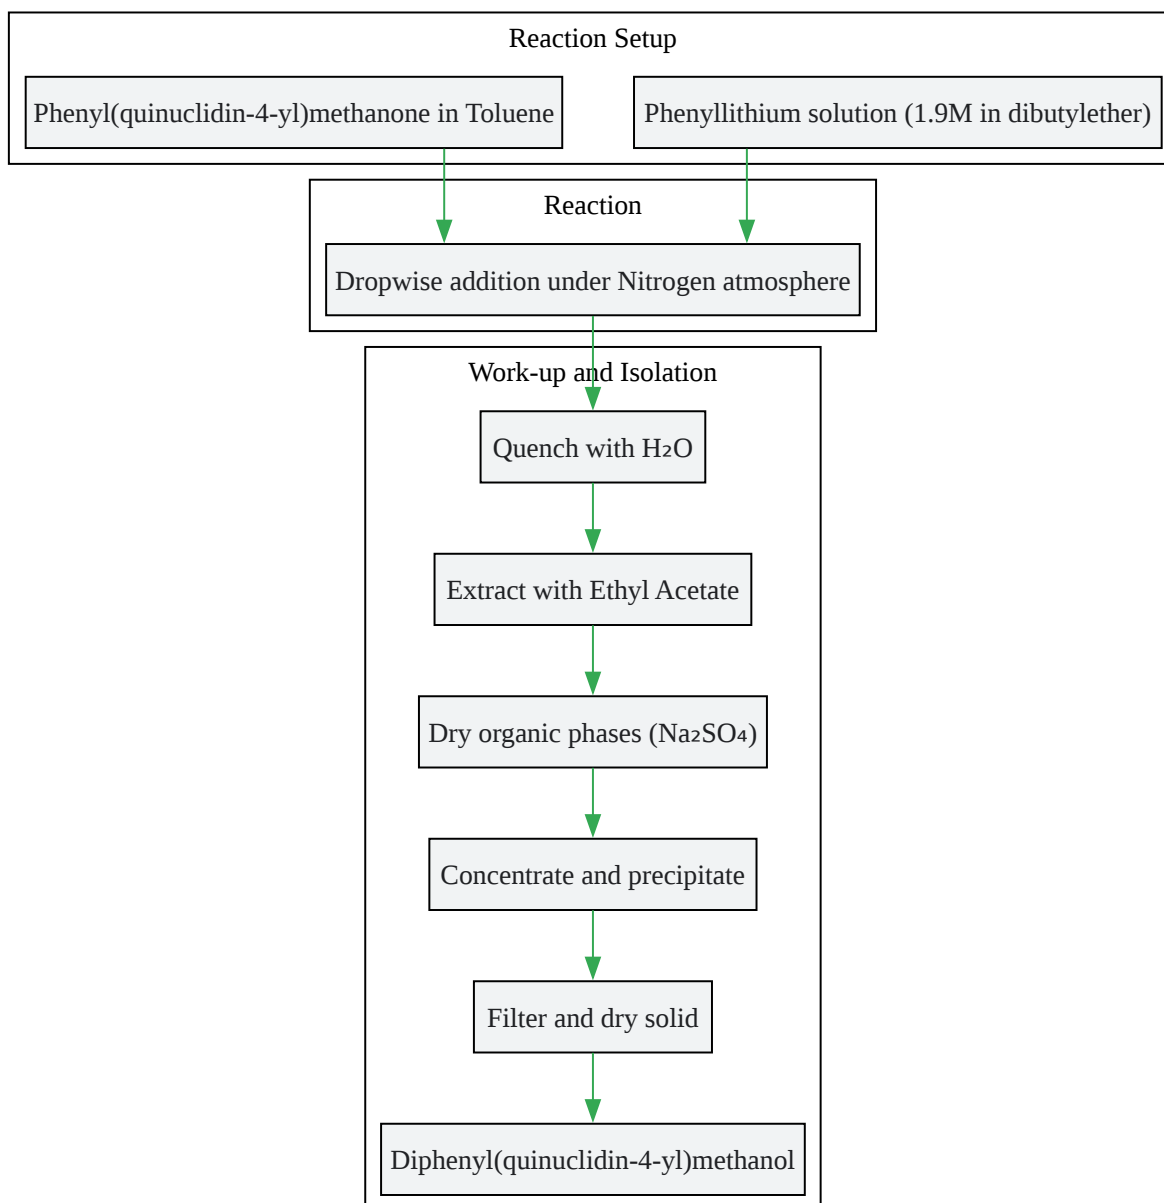 Reaction Setup
Phenyl(quinuclidin-4-yl)methanone in Toluene
Phenyllithium solution (1.9M in dibutylether)
Reaction
Dropwise addition under Nitrogen atmosphere
Work-up and Isolation
Quench with H₂O
Extract with Ethyl Acetate
Dry organic phases (Na₂SO₄)
Concentrate and precipitate
Filter and dry solid
Diphenyl(quinuclidin-4-yl)methanol